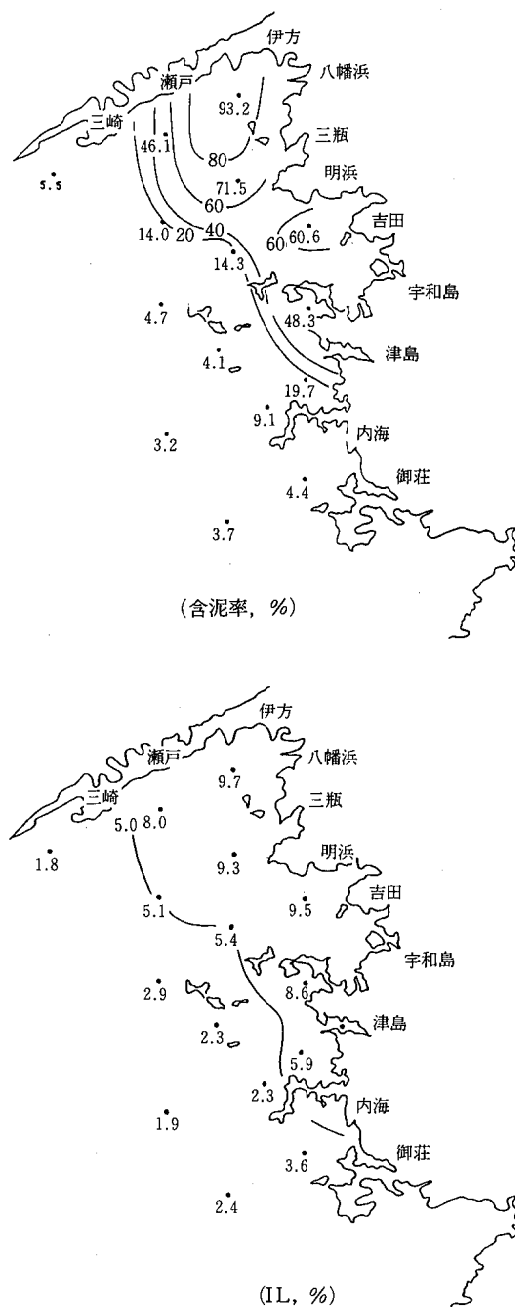 伊方
瀬戸
八幡浜
三崎
93.2
46.1
三瓶
80
5.5
71.5
明浜
60
吉田
14.0
20
40
60
60.6
14.3
宇和島
4.7
48.3
津島
4.1
19.7
9.1
内海
3.2
4.4
御荘
3.7
(含泥率, %)
伊方
瀬戸
八幡浜
9.7
三崎
三瓶
5.0
8.0
明浜
1.8
9.3
吉田
5.1
9.5
5.4
宇和島
2.9
8.6
津島
2.3
5.9
2.3
内海
1.9
3.6
御荘
2.4
(IL, %)